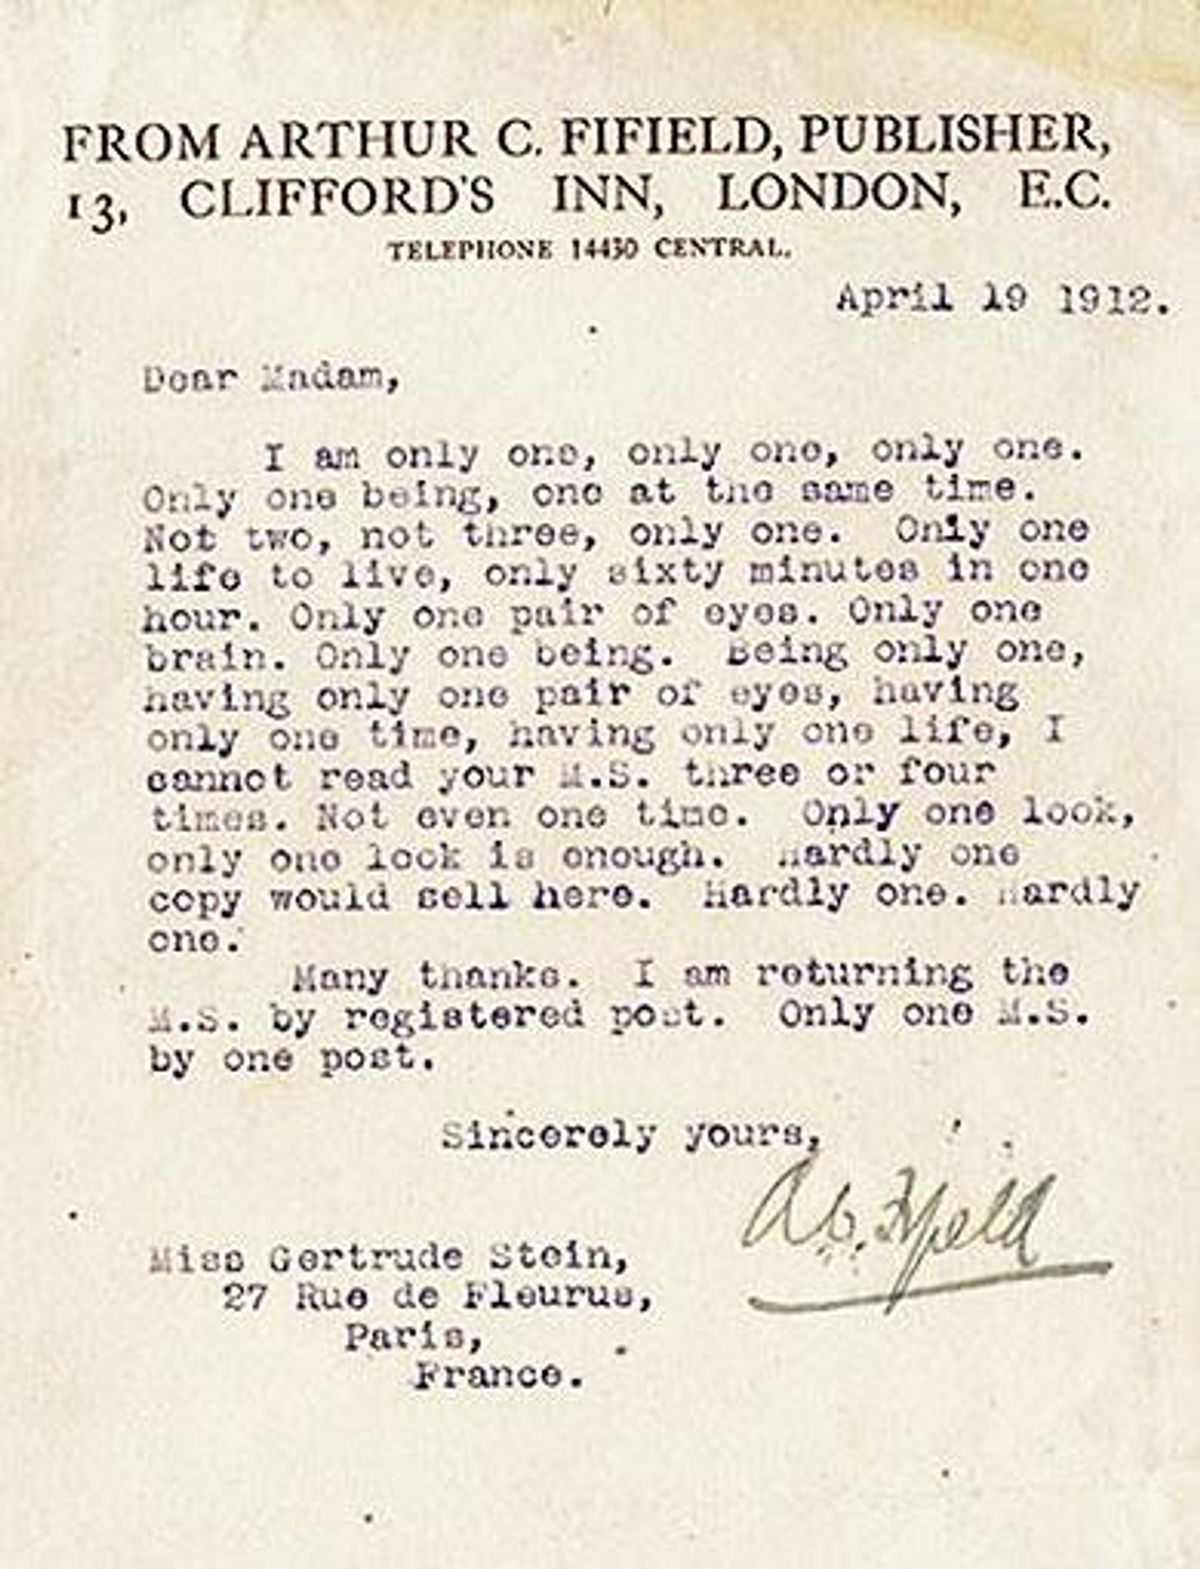 FROM ARTHUR C. FIFIELD, PUBLISHER,
13, CLIFFORD'S INN, LONDON, E.C.
TELEPHONE 14430 CENTRAL.
April 19 1912.
Dear Madam,
I am only one, only one, only one.
Only one being, one at the same time.
Not two, not three, only one. Only one
life to live, only sixty minutes in one
hour. Only one pair of eyes. Only one
brain. Only one being. Being only one,
having only one pair of eyes, having
only one time, having only one life, I
cannot read your M.S. three or four
times. Not even one time. Only one look,
only one look is enough. Hardly one
copy would sell here. Hardly one. Hardly
one.
Many thanks. I am returning the
M.S. by registered post. Only one M.S.
by one post.
Sincerely yours,
A. C. Fifield
Miss Gertrude Stein,
27 Rue de Fleurus,
Paris,
France.